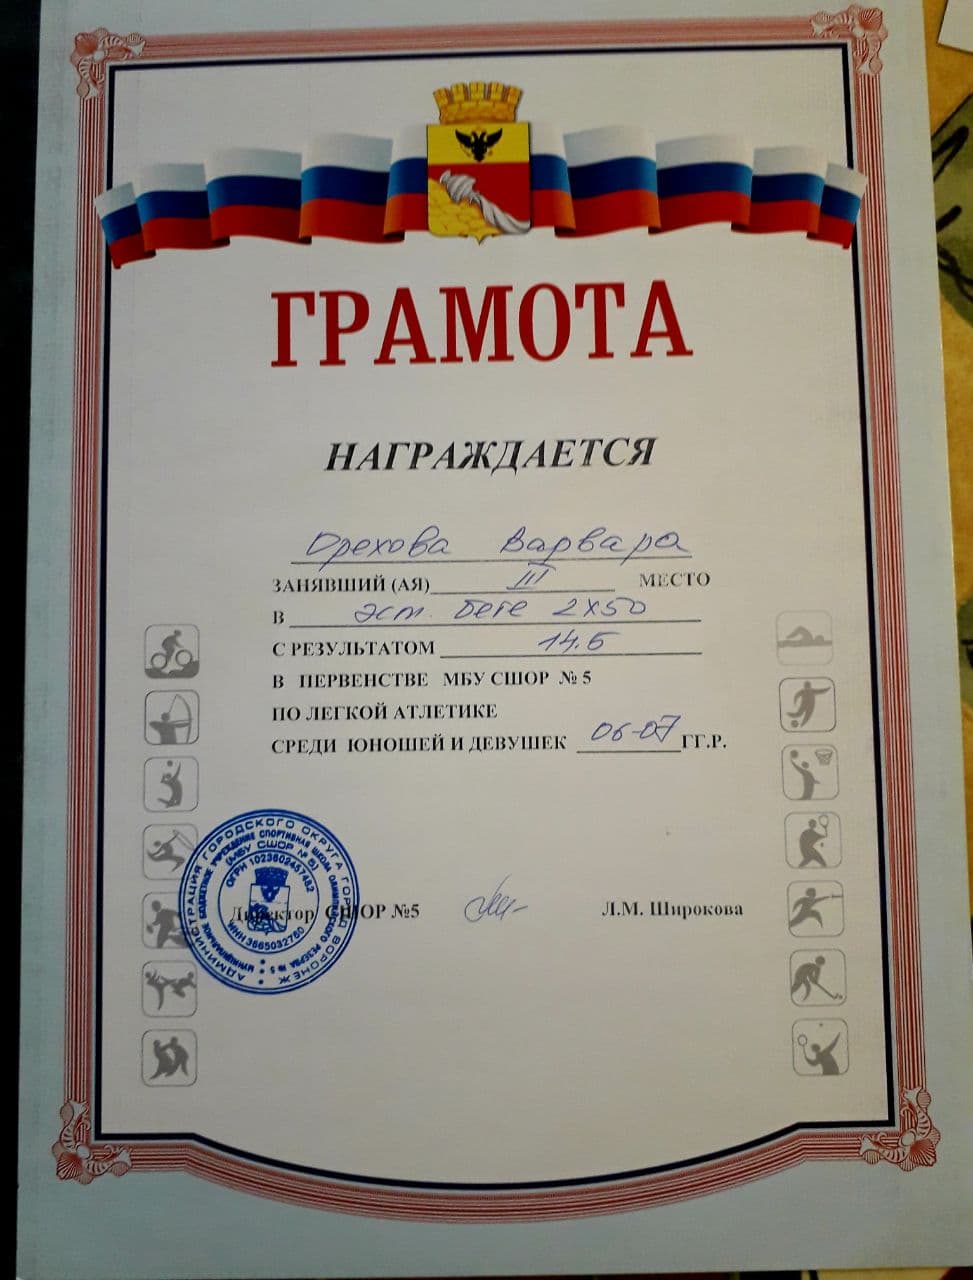 ГРАМОТА
НАГРАЖДАЕТСЯ
Орехова Варвара
ЗАНЯВШИЙ (АЯ) III МЕСТО
В эст. беге 2х50
С РЕЗУЛЬТАТОМ 14.6
В ПЕРВЕНСТВЕ МБУ СШОР № 5
ПО ЛЕГКОЙ АТЛЕТИКЕ
СРЕДИ ЮНОШЕЙ И ДЕВУШЕК 06-07 ГГ.Р.
АДМИНИСТРАЦИЯ ГОРОДСКОГО ОКРУГА ГОРОД ВОРОНЕЖ
МУНИЦИПАЛЬНОЕ БЮДЖЕТНОЕ УЧРЕЖДЕНИЕ СПОРТИВНАЯ ШКОЛА ОЛИМПИЙСКОГО РЕЗЕРВА № 5
(МБУ СШОР № 5)
ОГРН 1023602457482
ИНН 3665032760
Директор СШОР №5 Л.М. Широкова